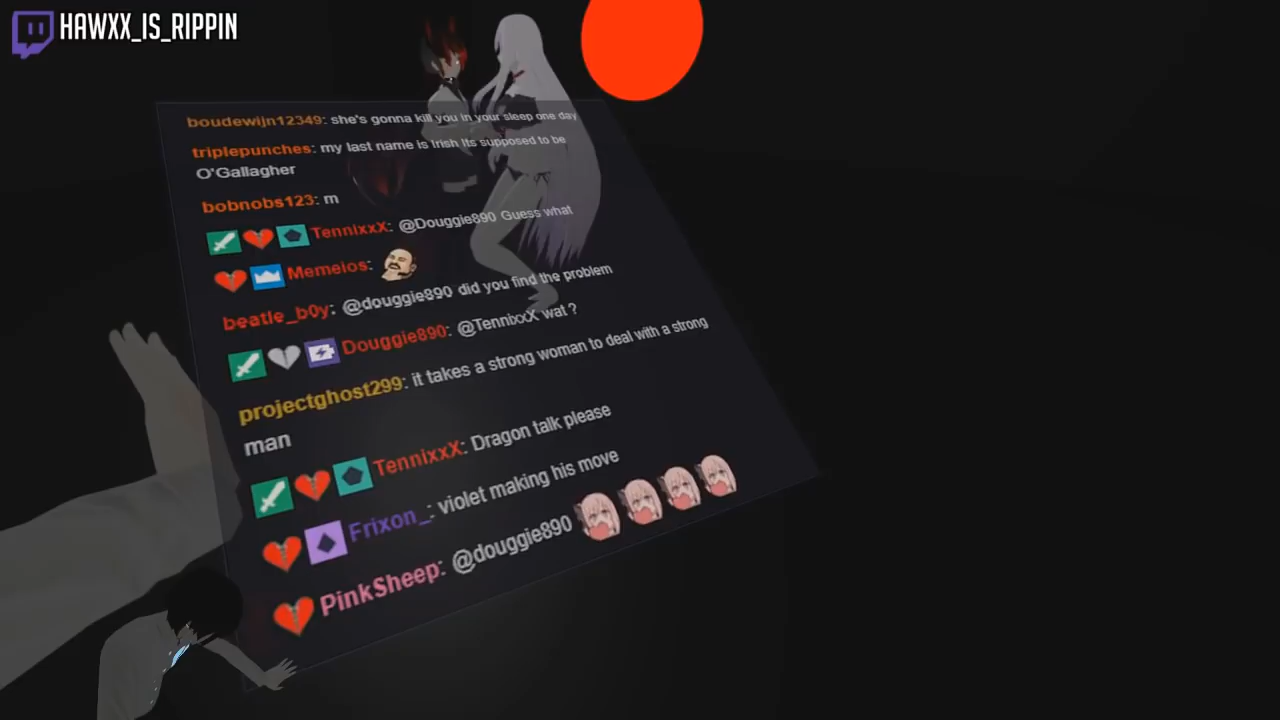 HAWXX_IS_RIPPIN
boudewijn12349: she's gonna kill you in your sleep one day
triplepunches: my last name is Irish Its supposed to be
O'Gallagher
bobnobs123: m
TennixxX: @Douggie890 Guess what
Memeios:
beatle_b0y: @douggie890 did you find the problem
Douggie890: @TennixxX wat ?
projectghost299: it takes a strong woman to deal with a strong
man
TennixxX: Dragon talk please
Frixon_: violet making his move
PinkSheep: @douggie890